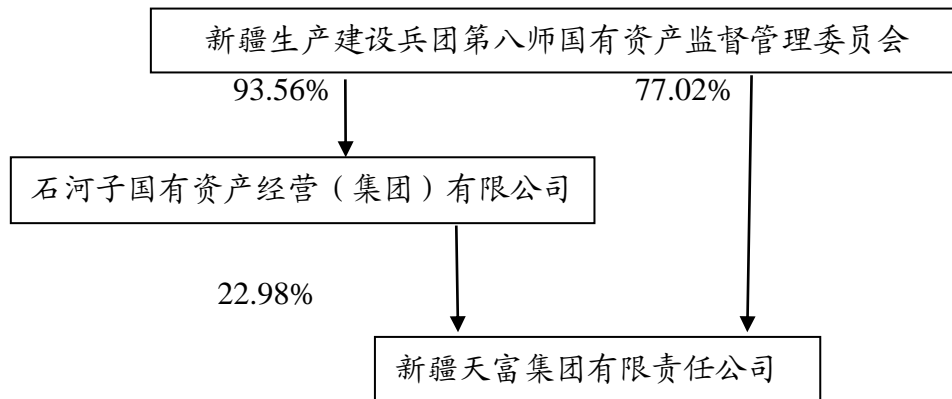 新疆生产建设兵团第八师国有资产监督管理委员会
93.56%
77.02%
石河子国有资产经营（集团）有限公司
22.98%
新疆天富集团有限责任公司